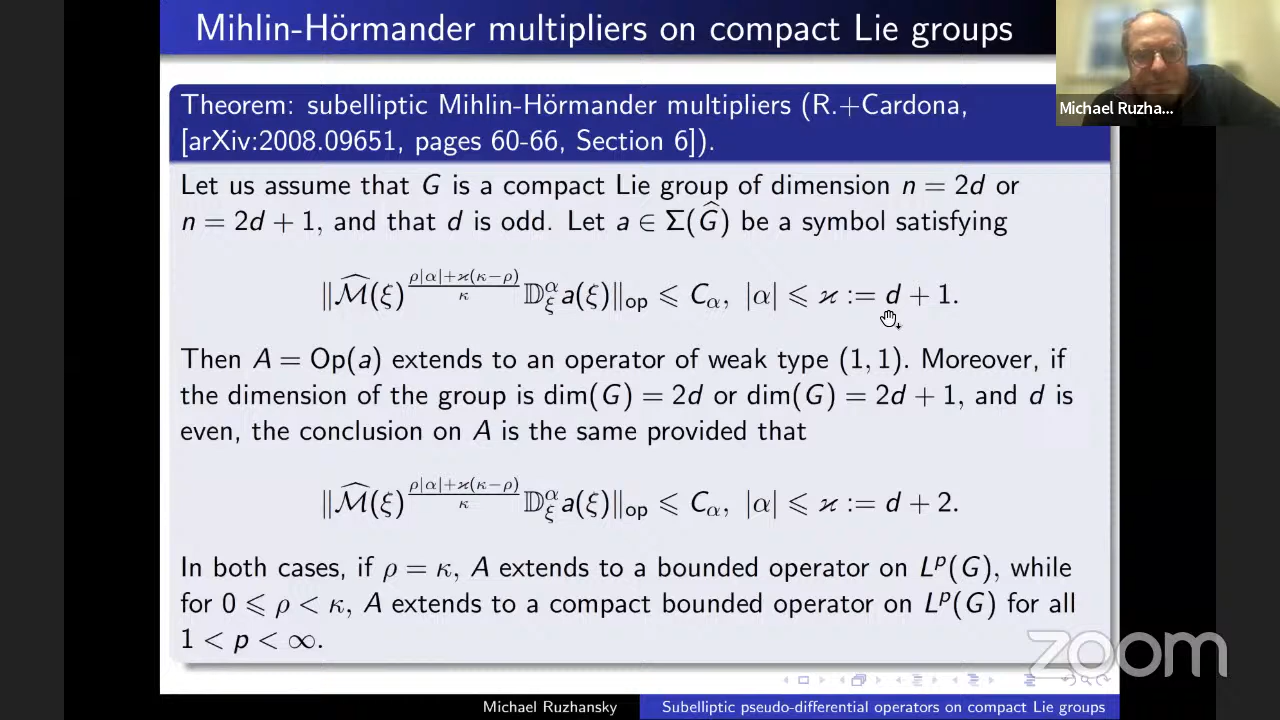 Mihlin-Hörmander multipliers on compact Lie groups
Michael Ruzha...
Theorem: subelliptic Mihlin-Hörmander multipliers (R.+Cardona,
[arXiv:2008.09651, pages 60-66, Section 6]).
Let us assume that G is a compact Lie group of dimension n = 2d or
n = 2d + 1, and that d is odd. Let a ∈ Σ(Ĝ) be a symbol satisfying
‖M̂(ξ)^{(ρ|α|+ϰ(κ−ρ))/κ} 𝔻_ξ^α a(ξ)‖_op ⩽ C_α, |α| ⩽ ϰ := d + 1.
Then A = Op(a) extends to an operator of weak type (1, 1). Moreover, if
the dimension of the group is dim(G) = 2d or dim(G) = 2d + 1, and d is
even, the conclusion on A is the same provided that
‖M̂(ξ)^{(ρ|α|+ϰ(κ−ρ))/κ} 𝔻_ξ^α a(ξ)‖_op ⩽ C_α, |α| ⩽ ϰ := d + 2.
In both cases, if ρ = κ, A extends to a bounded operator on L^p(G), while
for 0 ⩽ ρ < κ, A extends to a compact bounded operator on L^p(G) for all
1 < p < ∞.
zoom
Michael Ruzhansky
Subelliptic pseudo-differential operators on compact Lie groups